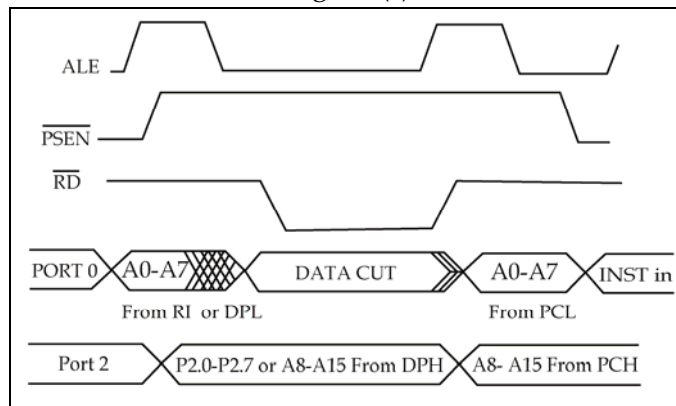 ALE
PSEN
RD
PORT 0 A0-A7 DATA CUT A0-A7 INST in
From RI or DPL From PCL
Port 2 P2.0-P2.7 or A8-A15 From DPH A8- A15 From PCH